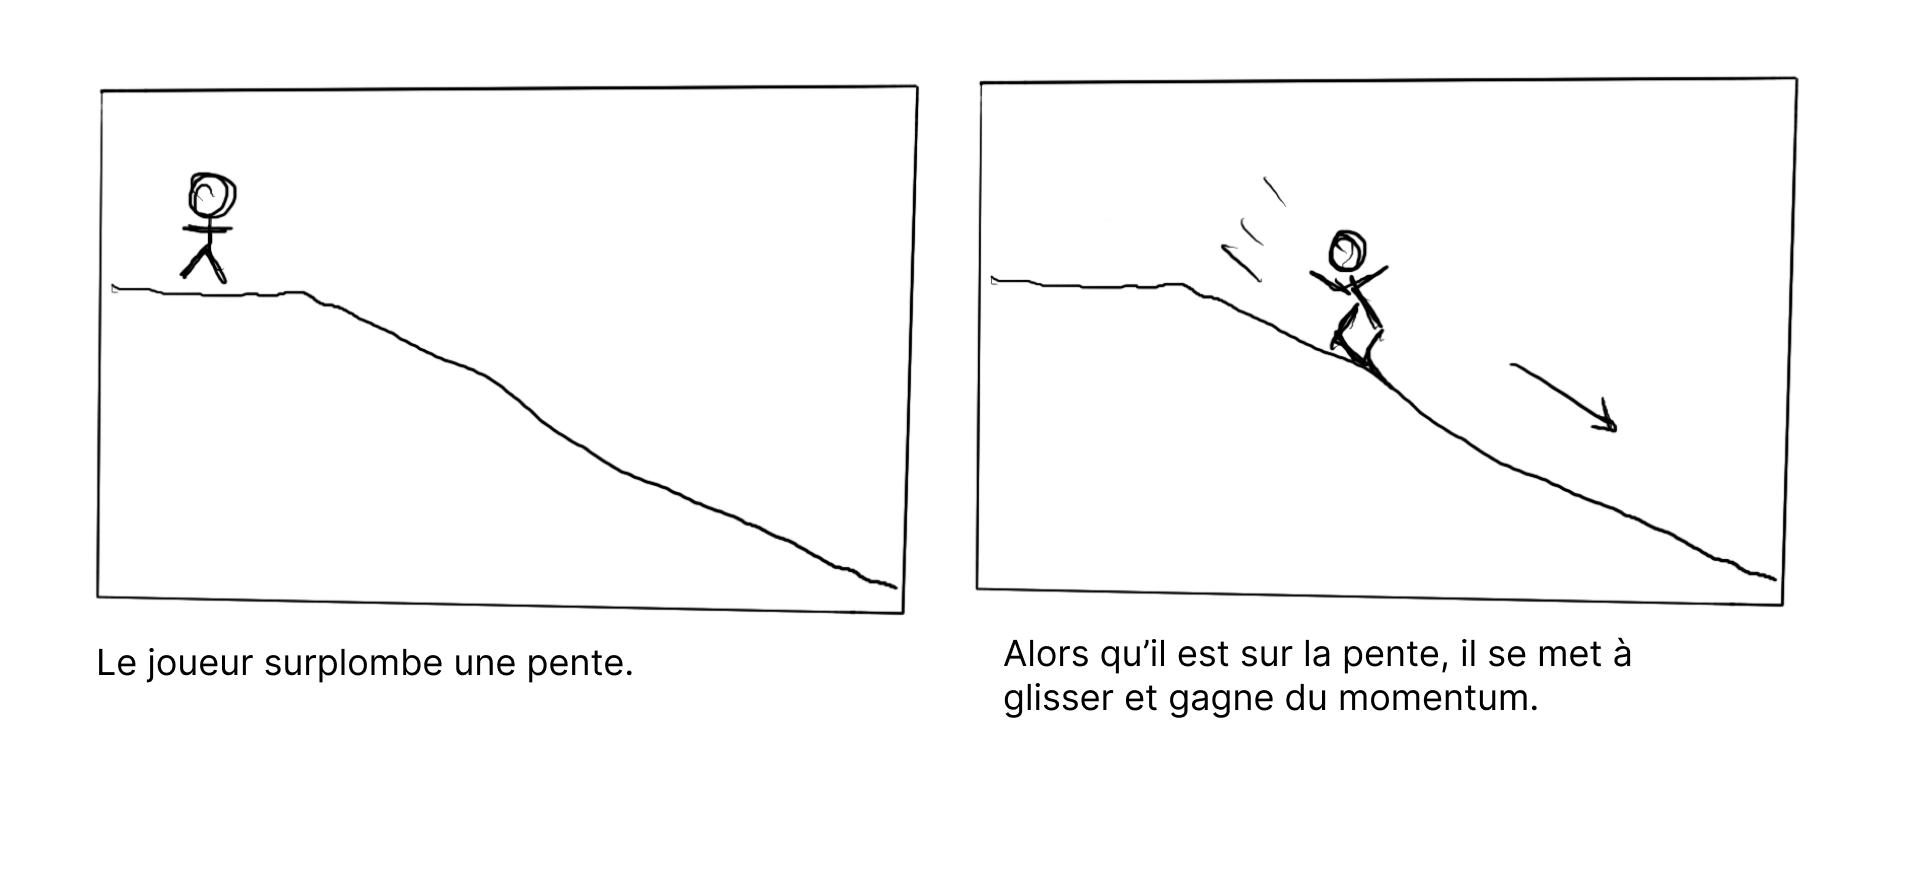 Le joueur surplombe une pente.
Alors qu’il est sur la pente, il se met à
glisser et gagne du momentum.